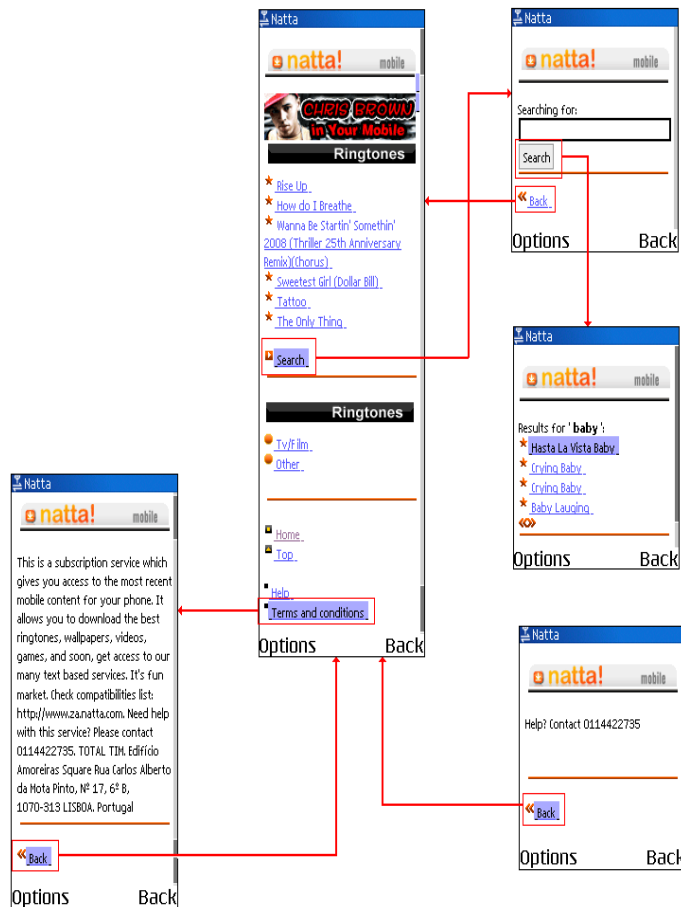 Natta
natta! mobile
CHRIS BROWN
in Your Mobile
Ringtones
Rise Up
How do I Breathe
Wanna Be Startin' Somethin'
2008 (Thriller 25th Anniversary
Remix)(Chorus)
Sweetest Girl (Dollar Bill)
Tattoo
The Only Thing
Search
Ringtones
Tv/Film
Other
Home
Top
Help
Terms and conditions
Options Back
Natta
natta! mobile
Searching for:
Search
Back
Options Back
Natta
natta! mobile
Results for ' baby ':
Hasta La Vista Baby
Crying Baby
Crying Baby
Baby Lauging
Options Back
Natta
natta! mobile
This is a subscription service which
gives you access to the most recent
mobile content for your phone. It
allows you to download the best
ringtones, wallpapers, videos,
games, and soon, get access to our
many text based services. It's fun
market. Check compatibilities list:
http://www.za.natta.com. Need help
with this service? Please contact
0114422735. TOTAL TIM. Edifício
Amoreiras Square Rua Carlos Alberto
da Mota Pinto, Nº 17, 6º B,
1070-313 LISBOA. Portugal
Back
Options Back
Natta
natta! mobile
Help? Contact 0114422735
Back
Options Back